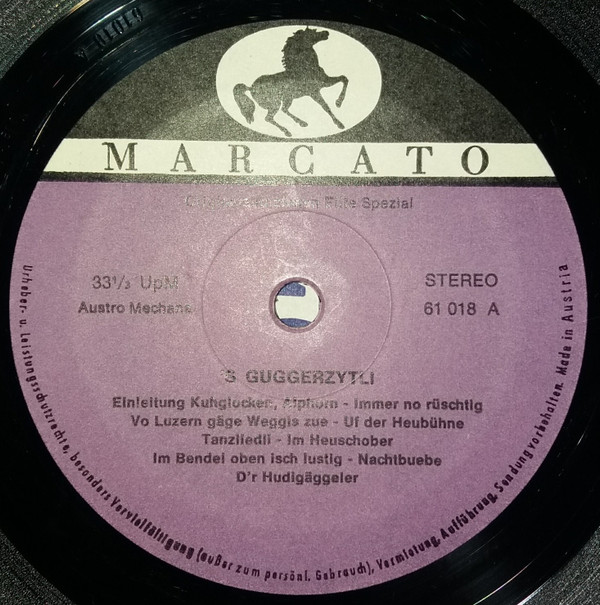 MARCATO
Elite Spezial
33⅓ UpM
STEREO
Austro Mechana
61 018 A
'S GUGGERZYTLI
Einleitung Kuhglocken, Alphorn - Immer no rüschtig
Vo Luzern gäge Weggis zue - Uf der Heubühne
Tanzliedli - Im Heuschober
Im Bendel oben isch lustig - Nachtbuebe
D'r Hudigäggeler
Urheber- u. Leistungsschutzrechte, besonders Vervielfältigung (außer zum persönl. Gebrauch), Vermietung, Aufführung, Sendung vorbehalten. Made in Austria